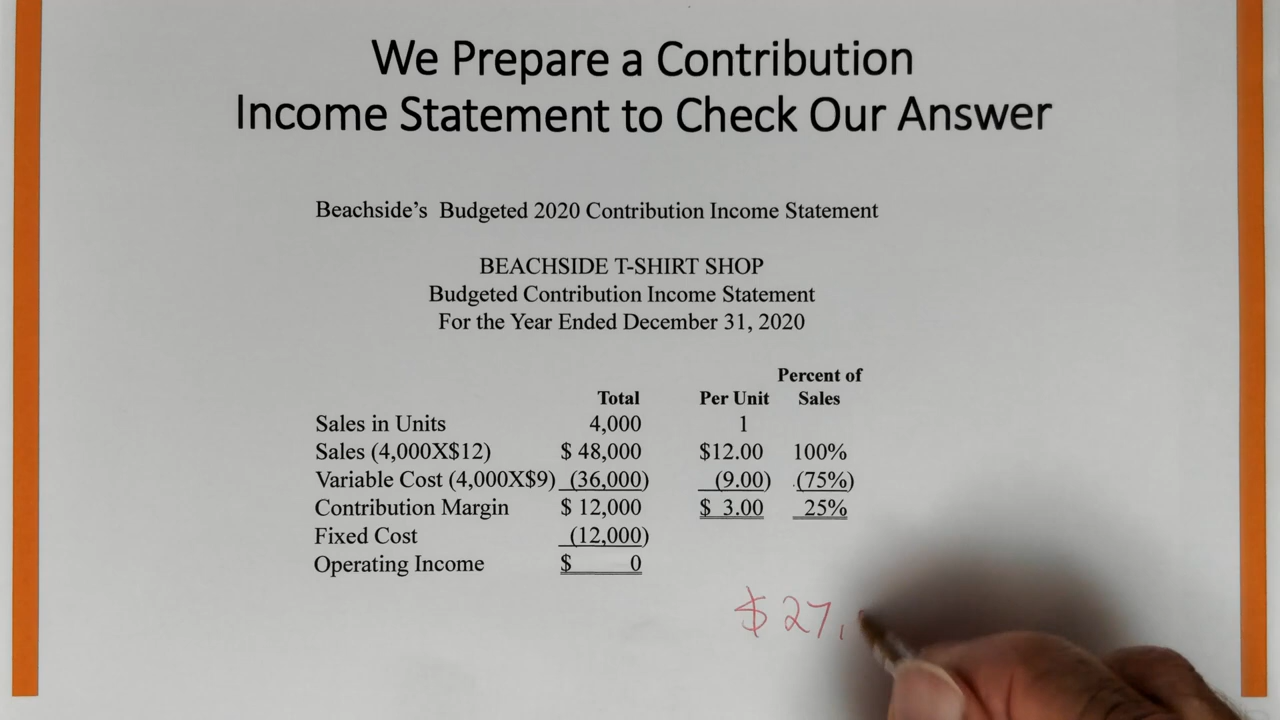 We Prepare a Contribution
Income Statement to Check Our Answer
Beachside's Budgeted 2020 Contribution Income Statement
BEACHSIDE T-SHIRT SHOP
Budgeted Contribution Income Statement
For the Year Ended December 31, 2020
Percent of
Total Per Unit Sales
Sales in Units 4,000 1
Sales (4,000X$12) $ 48,000 $12.00 100%
Variable Cost (4,000X$9) (36,000) (9.00) (75%)
Contribution Margin $ 12,000 $ 3.00 25%
Fixed Cost (12,000)
Operating Income $ 0
$27,